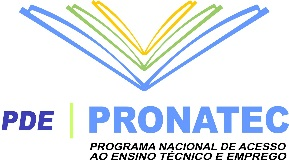 PDE | PRONATEC
PROGRAMA NACIONAL DE ACESSO
AO ENSINO TÉCNICO E EMPREGO